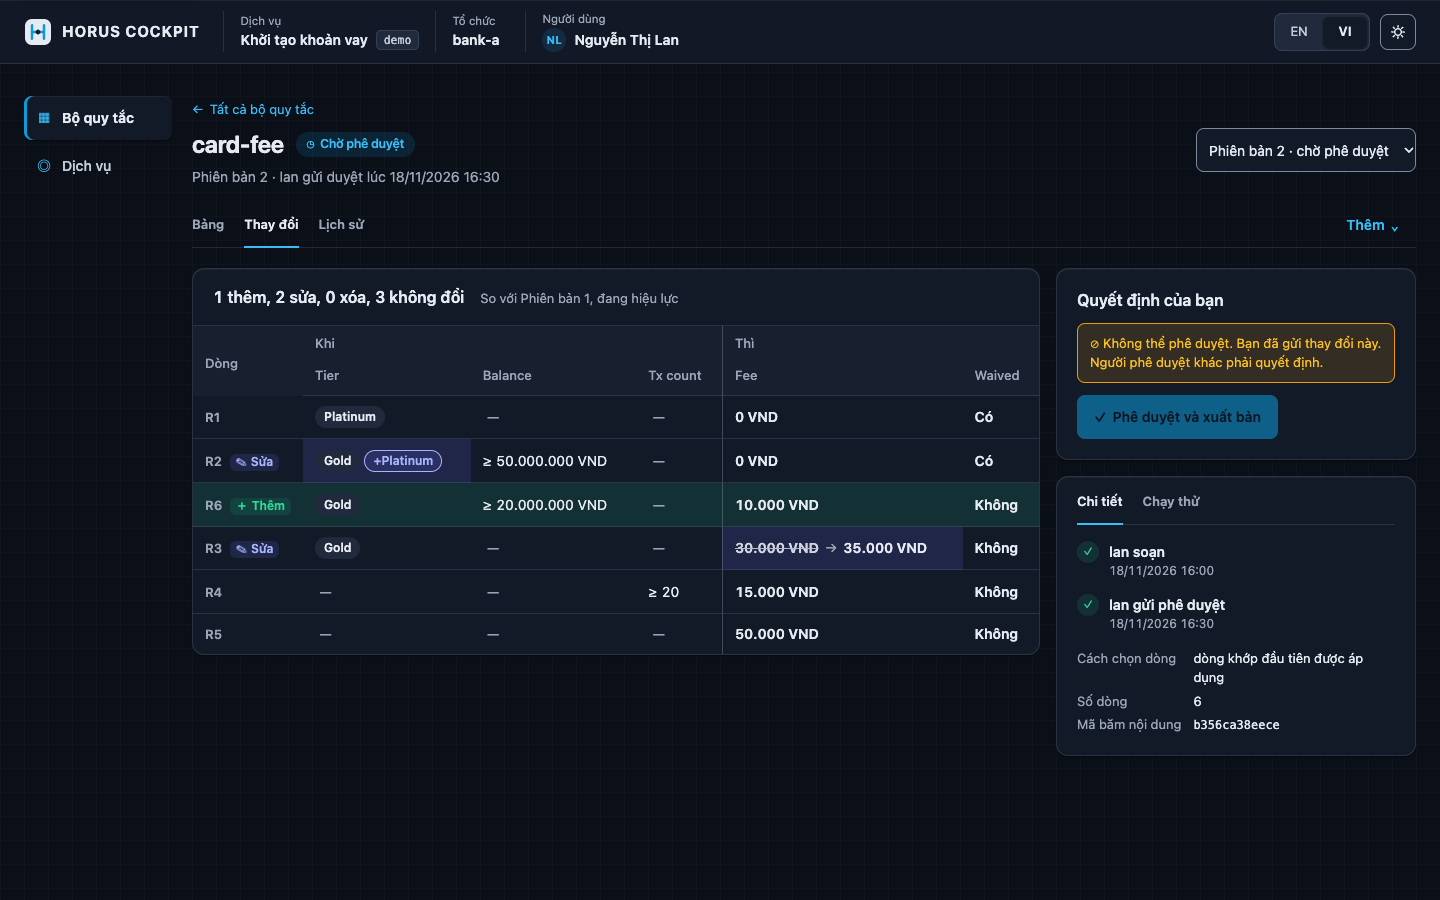 HORUS COCKPIT
Dịch vụ
Khởi tạo khoản vay demo
Tổ chức
bank-a
Người dùng
NL Nguyễn Thị Lan
EN VI
Bộ quy tắc
Dịch vụ
← Tất cả bộ quy tắc
card-fee Chờ phê duyệt
Phiên bản 2 · lan gửi duyệt lúc 18/11/2026 16:30
Phiên bản 2 · chờ phê duyệt
Bảng Thay đổi Lịch sử
Thêm
1 thêm, 2 sửa, 0 xóa, 3 không đổi So với Phiên bản 1, đang hiệu lực
Dòng Khi Thì
Tier Balance Tx count Fee Waived
R1 Platinum — — 0 VND Có
R2 ✎ Sửa Gold +Platinum ≥ 50.000.000 VND — 0 VND Có
R6 + Thêm Gold ≥ 20.000.000 VND — 10.000 VND Không
R3 ✎ Sửa Gold — — 30.000 VND → 35.000 VND Không
R4 — — ≥ 20 15.000 VND Không
R5 — — — 50.000 VND Không
Quyết định của bạn
⊘ Không thể phê duyệt. Bạn đã gửi thay đổi này.
Người phê duyệt khác phải quyết định.
✓ Phê duyệt và xuất bản
Chi tiết Chạy thử
✓ lan soạn
18/11/2026 16:00
✓ lan gửi phê duyệt
18/11/2026 16:30
Cách chọn dòng dòng khớp đầu tiên được áp
dụng
Số dòng 6
Mã băm nội dung b356ca38eece